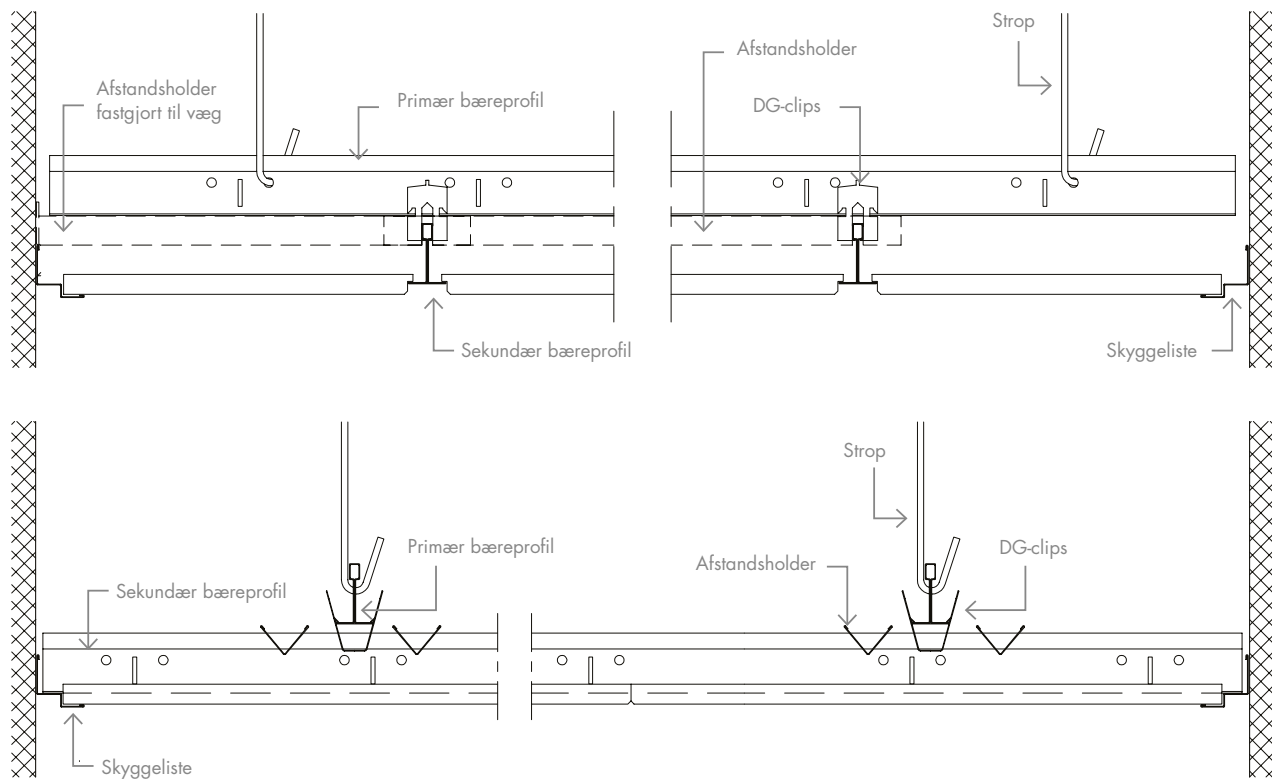 Strop
Afstandsholder
Afstandsholder
fastgjort til væg
Primær bæreprofil
DG-clips
Sekundær bæreprofil
Skyggeliste
Strop
Primær bæreprofil
DG-clips
Afstandsholder
Sekundær bæreprofil
Skyggeliste